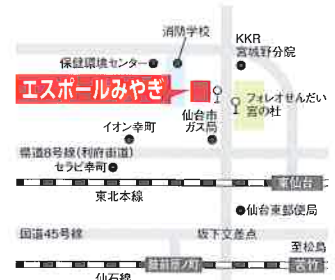 消防学校
KKR
宮城野分院
保健環境センター
エスポールみやぎ
フォレオせんだい
宮の杜
仙台市
ガス局
イオン幸町
県道8号線(利府街道)
セラビ幸町
東仙台
東北本線
仙台東郵便局
国道45号線
坂下交差点
至松島
陸前原ノ町
苦竹
仙石線